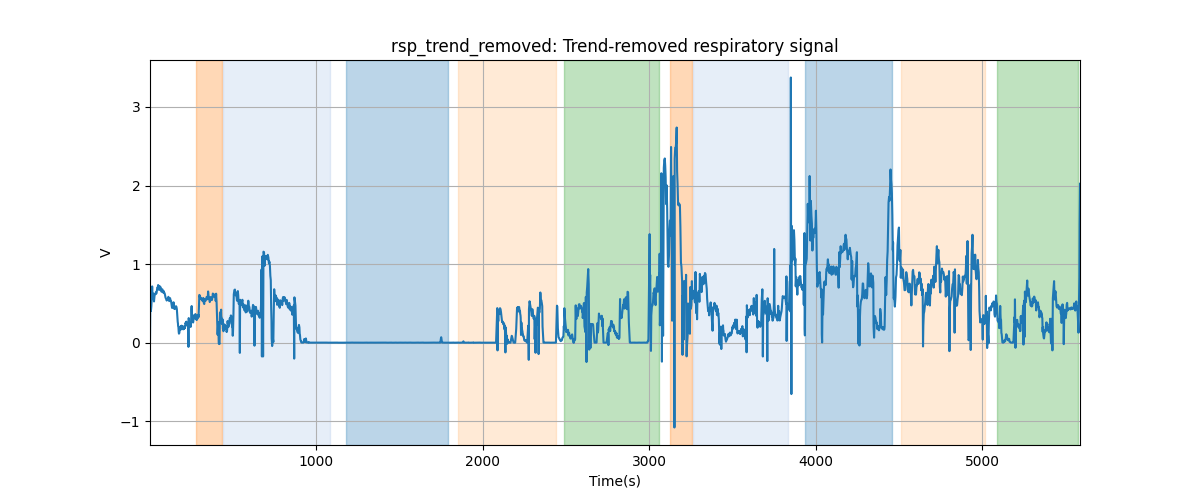 rsp_trend_removed: Trend-removed respiratory signal
3
2
1
0
−1
V
1000 2000 3000 4000 5000
Time(s)